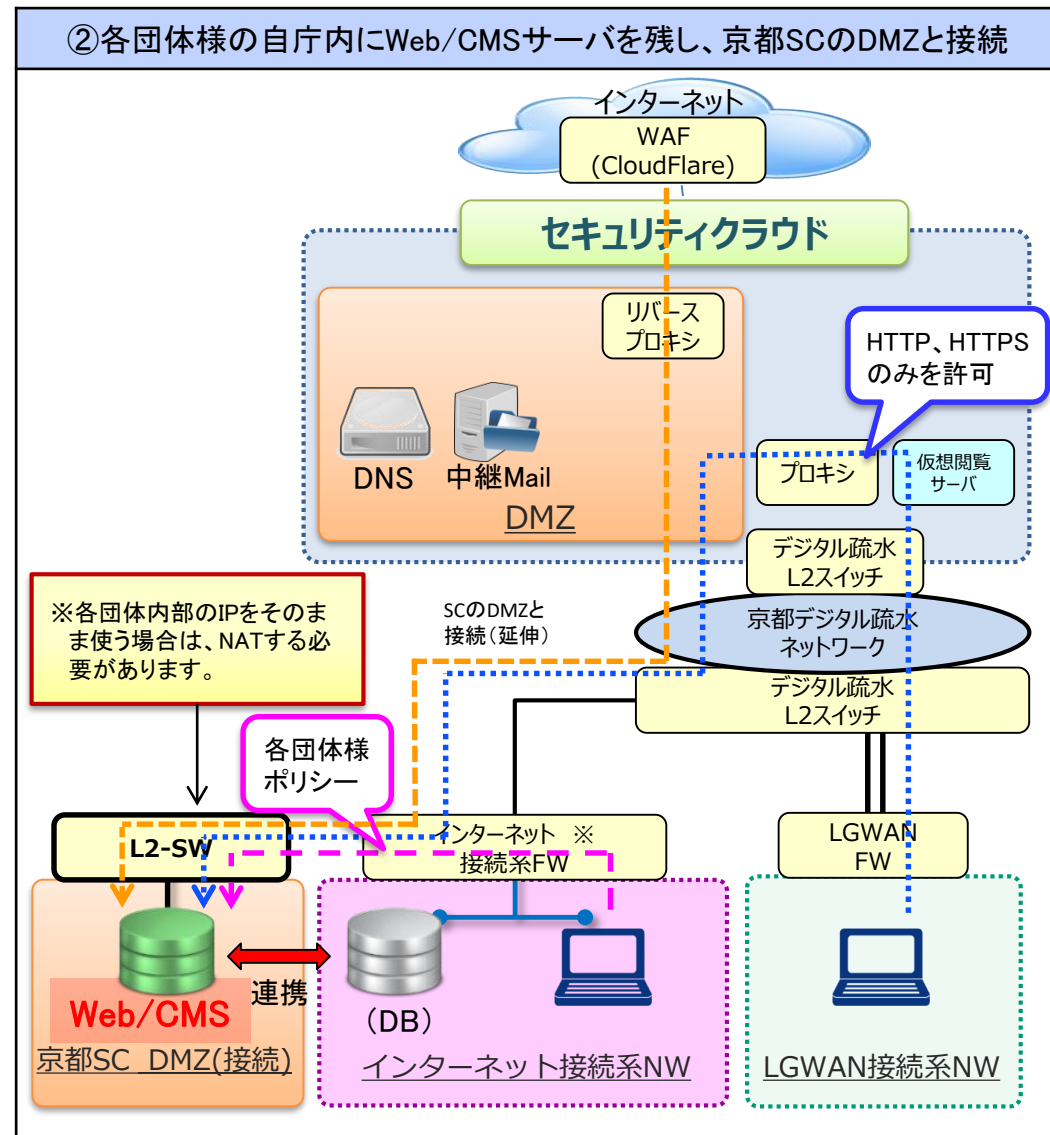 ②各団体様の自庁内にWeb/CMSサーバを残し、京都SCのDMZと接続
インターネット
WAF
(CloudFlare)
セキュリティクラウド
リバース
プロキシ
HTTP、HTTPS
のみを許可
DNS
中継Mail
DMZ
プロキシ
仮想閲覧
サーバ
デジタル疏水
L2スイッチ
※各団体内部のIPをそのま
ま使う場合は、NATする必
要があります。
SCのDMZと
接続（延伸）
京都デジタル疏水
ネットワーク
デジタル疏水
L2スイッチ
各団体様
ポリシー
L2-SW
インターネット ※
接続系FW
LGWAN
FW
連携
Web/CMS
（DB）
京都SC_DMZ(接続)
インターネット接続系NW
LGWAN接続系NW